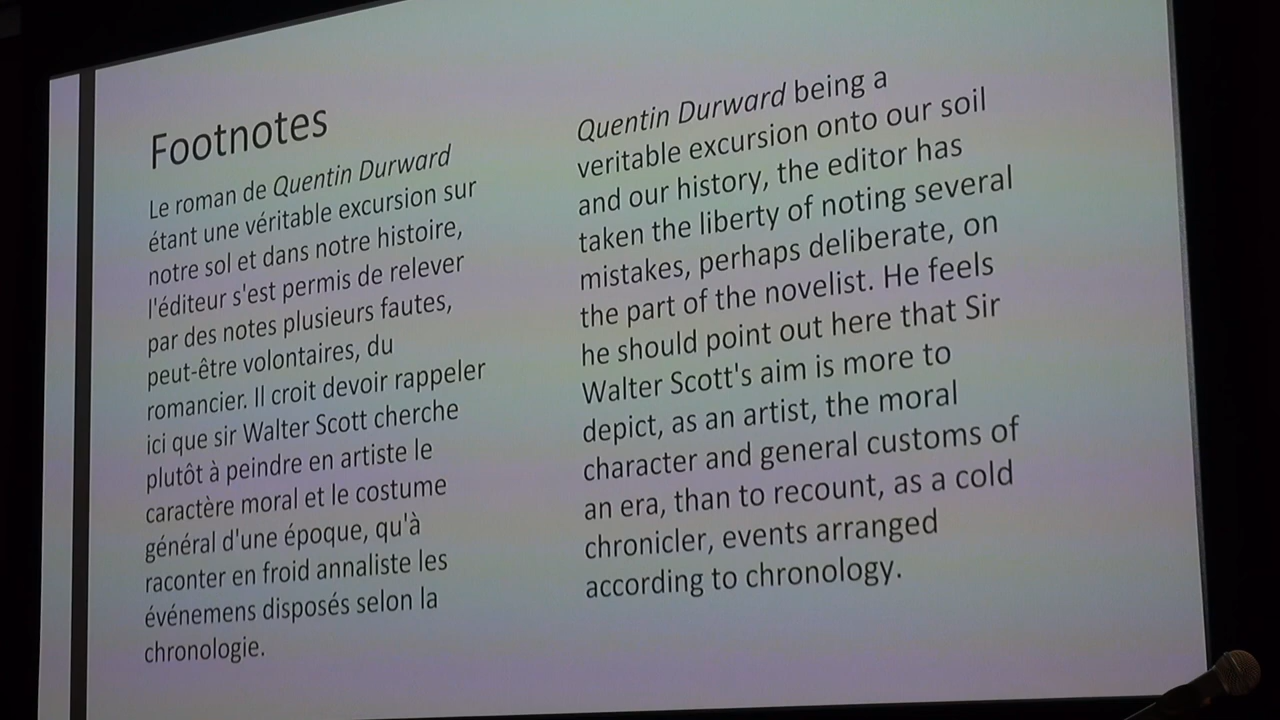 Footnotes
Le roman de Quentin Durward
étant une véritable excursion sur
notre sol et dans notre histoire,
l'éditeur s'est permis de relever
par des notes plusieurs fautes,
peut-être volontaires, du
romancier. Il croit devoir rappeler
ici que sir Walter Scott cherche
plutôt à peindre en artiste le
caractère moral et le costume
général d'une époque, qu'à
raconter en froid annaliste les
événemens disposés selon la
chronologie.
Quentin Durward being a
veritable excursion onto our soil
and our history, the editor has
taken the liberty of noting several
mistakes, perhaps deliberate, on
the part of the novelist. He feels
he should point out here that Sir
Walter Scott's aim is more to
depict, as an artist, the moral
character and general customs of
an era, than to recount, as a cold
chronicler, events arranged
according to chronology.